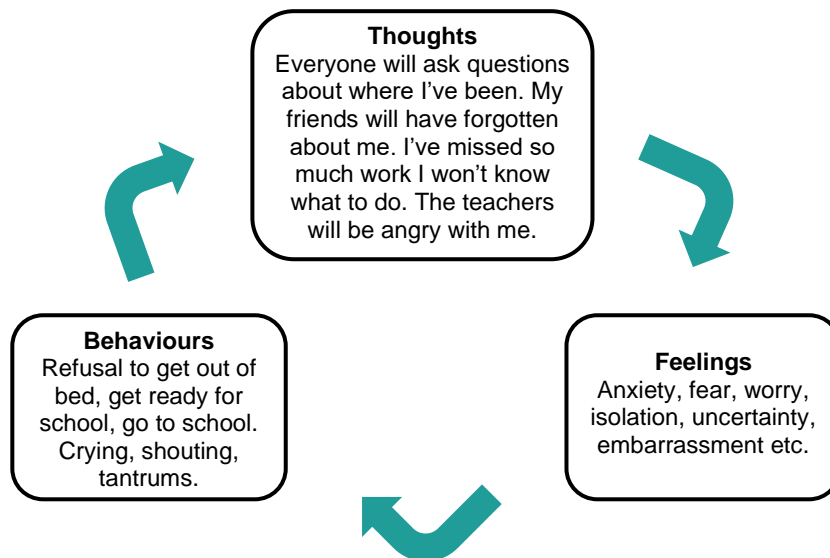 Thoughts
Everyone will ask questions
about where I've been. My
friends will have forgotten
about me. I've missed so
much work I won't know
what to do. The teachers
will be angry with me.
Behaviours
Refusal to get out of
bed, get ready for
school, go to school.
Crying, shouting,
tantrums.
Feelings
Anxiety, fear, worry,
isolation, uncertainty,
embarrassment etc.